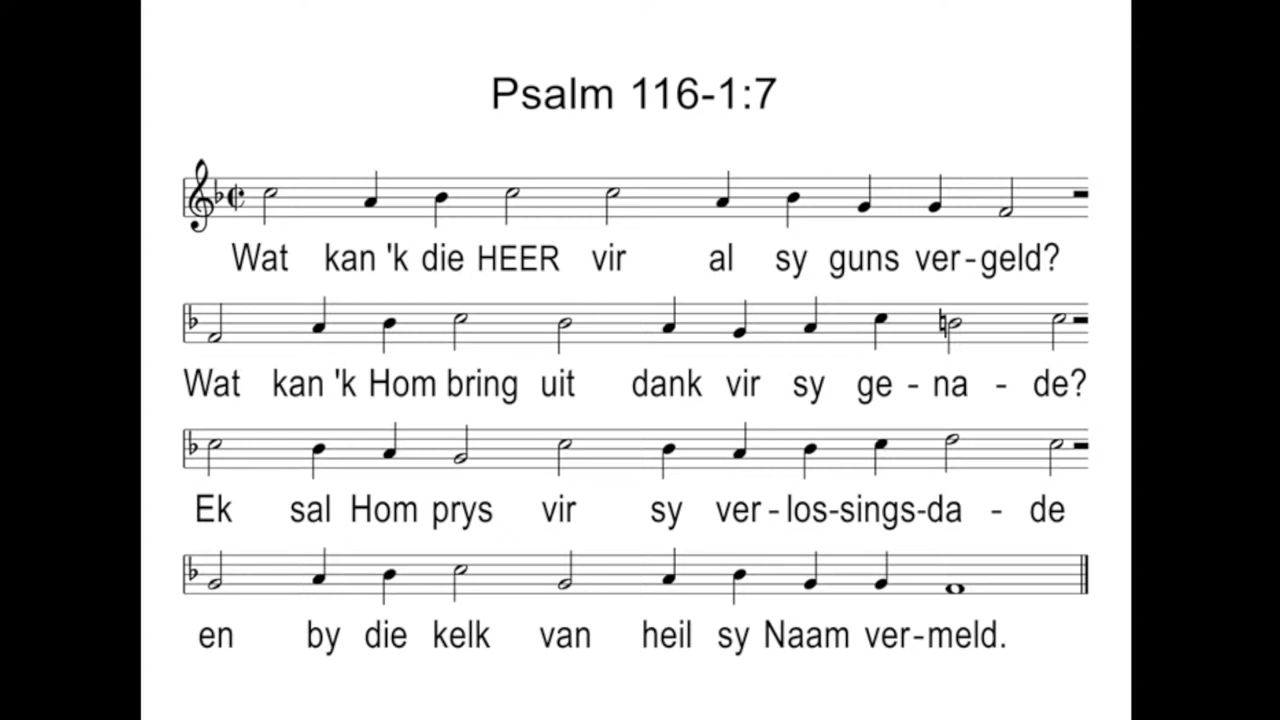 Psalm 116-1:7
Wat kan 'k die HEER vir al sy guns ver-geld?
Wat kan 'k Hom bring uit dank vir sy ge-na-de?
Ek sal Hom prys vir sy ver-los-sings-da-de
en by die kelk van heil sy Naam ver-meld.